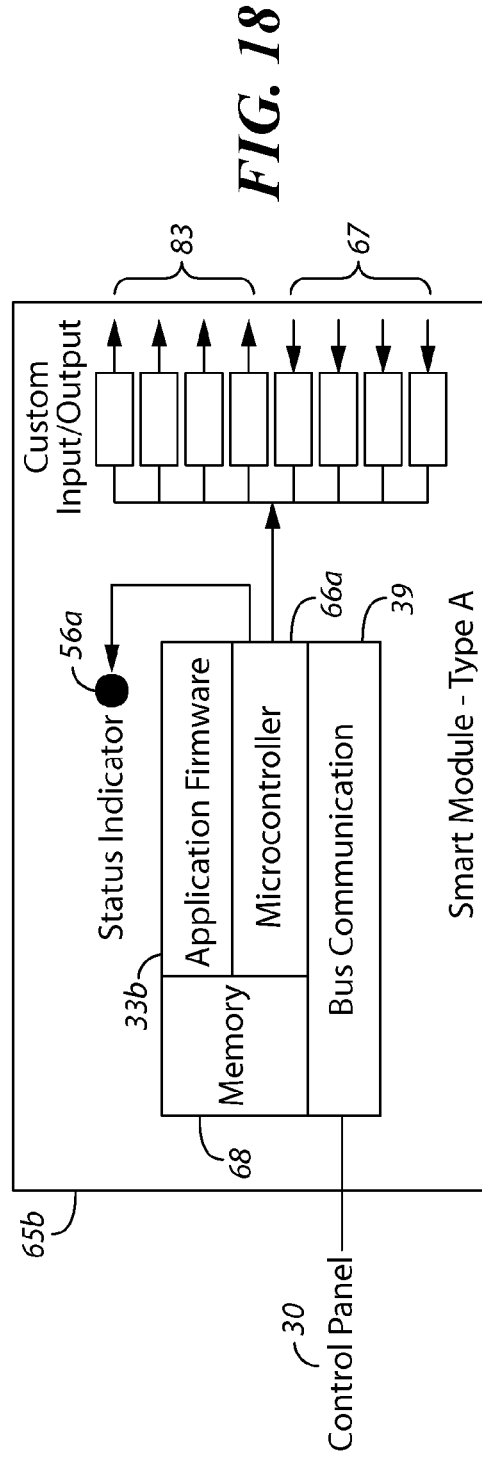 65b
30
Control Panel
68
Memory
33b
Application Firmware
Microcontroller
66a
Bus Communication
39
Status Indicator
56a
Custom
Input/Output
83
67
Smart Module - Type A
FIG. 18